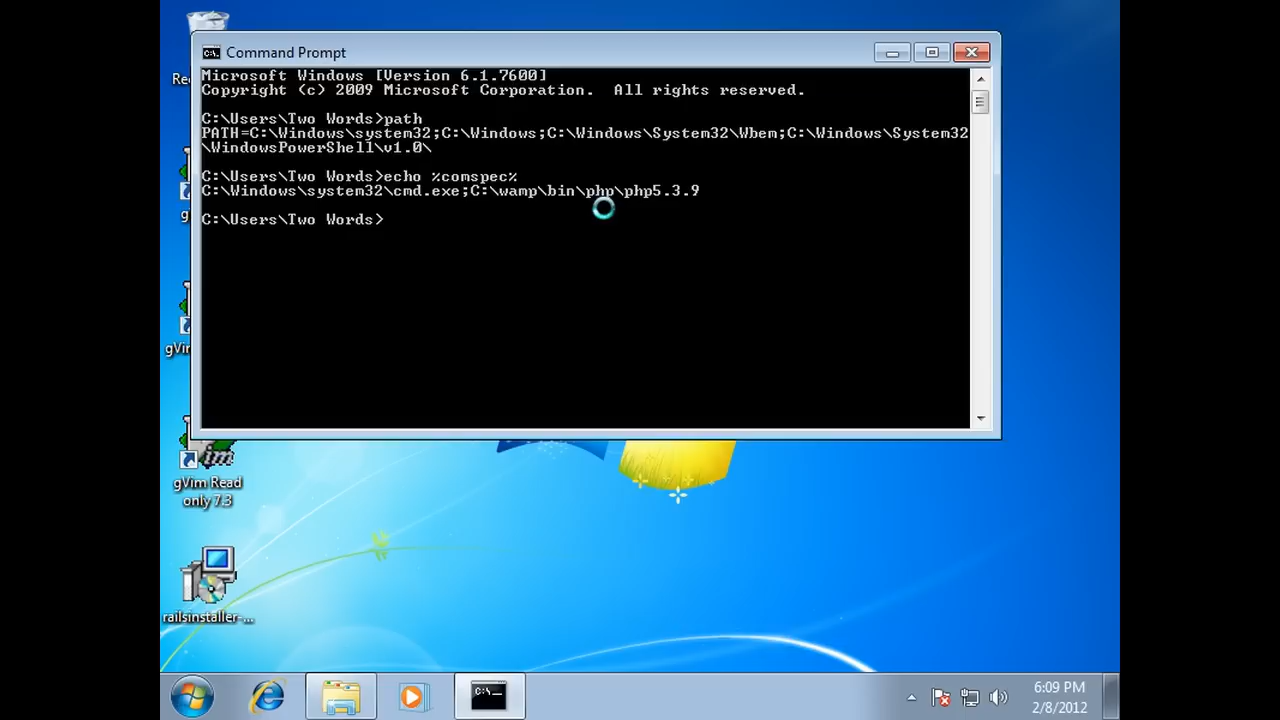 Command Prompt
Microsoft Windows [Version 6.1.7600]
Copyright (c) 2009 Microsoft Corporation.  All rights reserved.
C:\Users\Two Words>path
PATH=C:\Windows\system32;C:\Windows;C:\Windows\System32\Wbem;C:\Windows\System32
\WindowsPowerShell\v1.0\
C:\Users\Two Words>echo %comspec%
C:\Windows\system32\cmd.exe;C:\wamp\bin\php\php5.3.9
C:\Users\Two Words>
gVim Read
only 7.3
railsinstaller-...
6:09 PM
2/8/2012